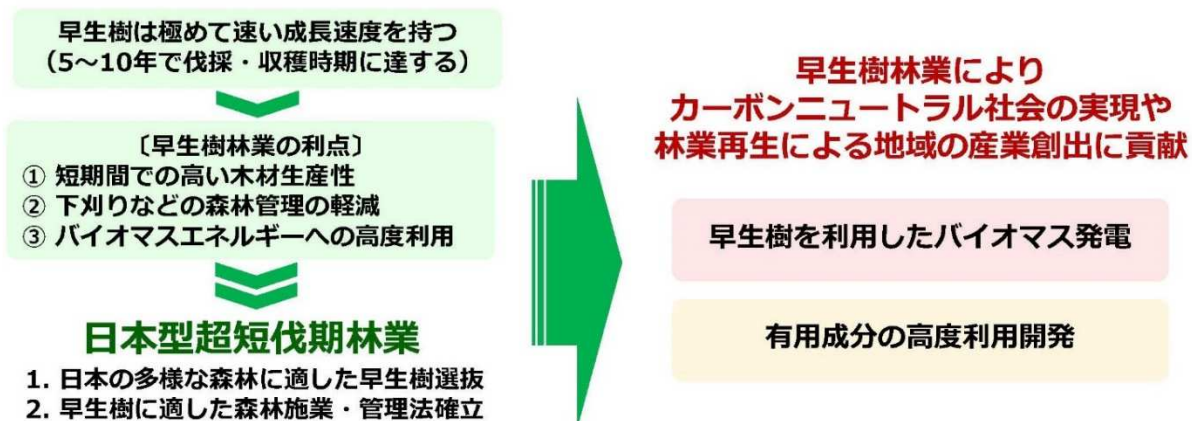 早生樹は極めて速い成長速度を持つ
（5～10年で伐採・収穫時期に達する）
〔早生樹林業の利点〕
① 短期間での高い木材生産性
② 下刈りなどの森林管理の軽減
③ バイオマスエネルギーへの高度利用
日本型超短伐期林業
1. 日本の多様な森林に適した早生樹選抜
2. 早生樹に適した森林施業・管理法確立
早生樹林業により
カーボンニュートラル社会の実現や
林業再生による地域の産業創出に貢献
早生樹を利用したバイオマス発電
有用成分の高度利用開発